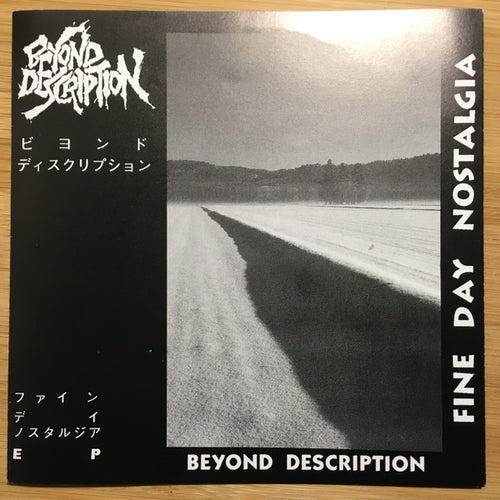 BEYOND
DESCRIPTION
ビヨンド
ディスクリプション
ファイン
デイ
ノスタルジア
EP
BEYOND DESCRIPTION
FINE DAY NOSTALGIA